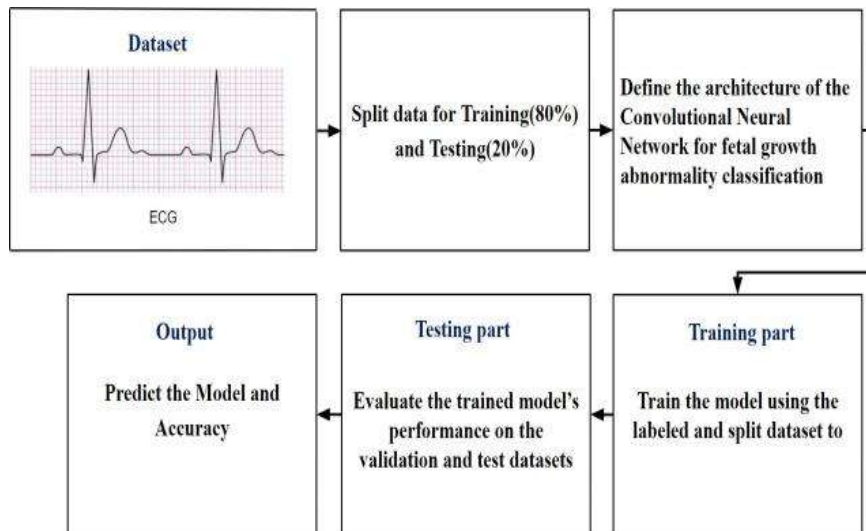 Dataset
ECG
Split data for Training(80%)
and Testing(20%)
Define the architecture of the
Convolutional Neural
Network for fetal growth
abnormality classification
Training part
Train the model using the
labeled and split dataset to
Testing part
Evaluate the trained model's
performance on the
validation and test datasets
Output
Predict the Model and
Accuracy